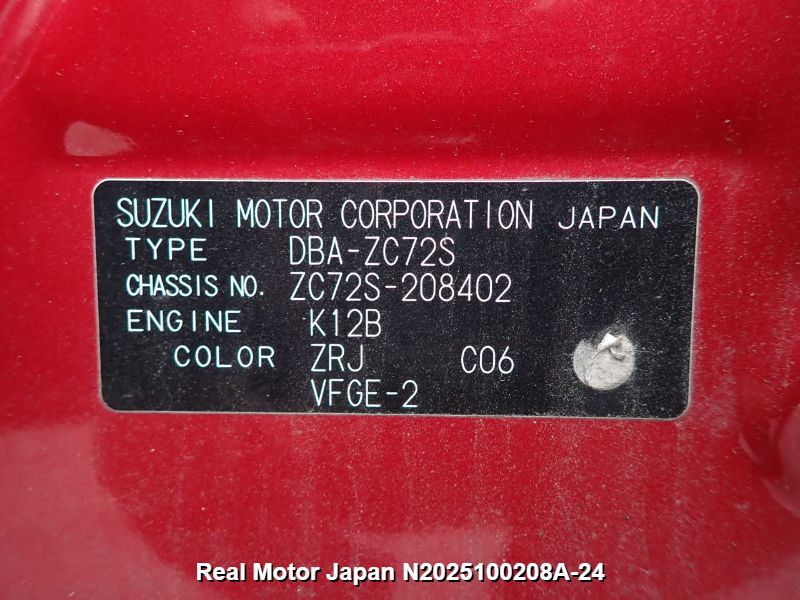 SUZUKI MOTOR CORPORATION JAPAN
TYPE DBA-ZC72S
CHASSIS NO. ZC72S-208402
ENGINE K12B
COLOR ZRJ C06
VFGE-2
Real Motor Japan N2025100208A-24